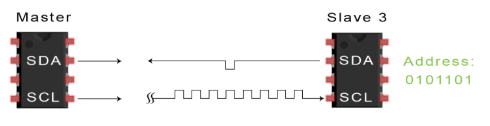 Master
Slave 3
SDA
SDA
Address:
0101101
SCL
SCL